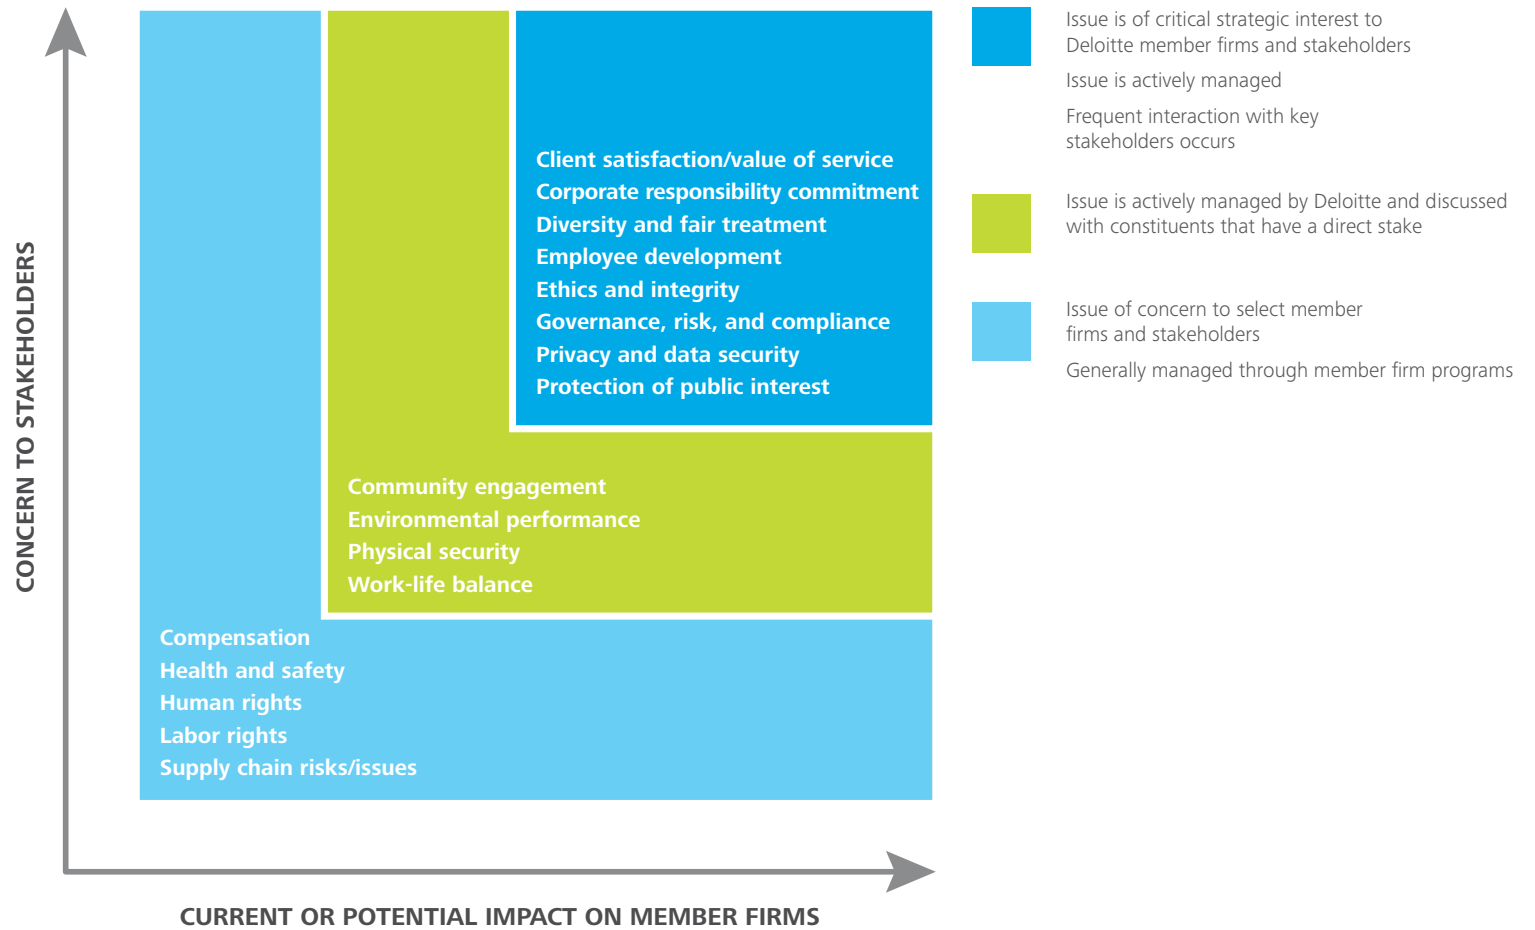 CONCERN TO STAKEHOLDERS
Client satisfaction/value of service
Corporate responsibility commitment
Diversity and fair treatment
Employee development
Ethics and integrity
Governance, risk, and compliance
Privacy and data security
Protection of public interest
Community engagement
Environmental performance
Physical security
Work-life balance
Compensation
Health and safety
Human rights
Labor rights
Supply chain risks/issues
CURRENT OR POTENTIAL IMPACT ON MEMBER FIRMS
Issue is of critical strategic interest to
Deloitte member firms and stakeholders
Issue is actively managed
Frequent interaction with key
stakeholders occurs
Issue is actively managed by Deloitte and discussed
with constituents that have a direct stake
Issue of concern to select member
firms and stakeholders
Generally managed through member firm programs